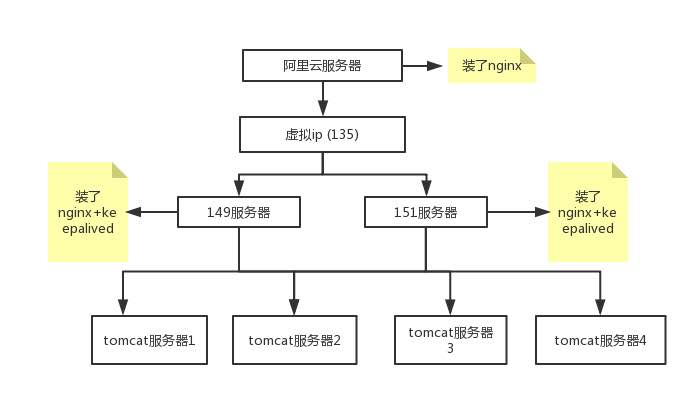 阿里云服务器
装了nginx
虚拟ip (135)
装了
nginx+ke
epalived
149服务器
151服务器
装了
nginx+ke
epalived
tomcat服务器1
tomcat服务器2
tomcat服务器
3
tomcat服务器4